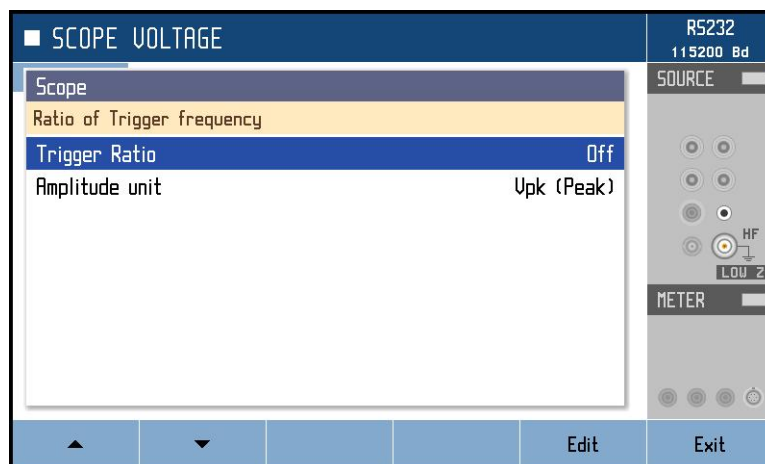 SCOPE VOLTAGE
RS232
115200 Bd
Scope
Ratio of Trigger frequency
Trigger Ratio Off
Amplitude unit Vpk (Peak)
SOURCE
HF
LOW Z
METER
Edit
Exit